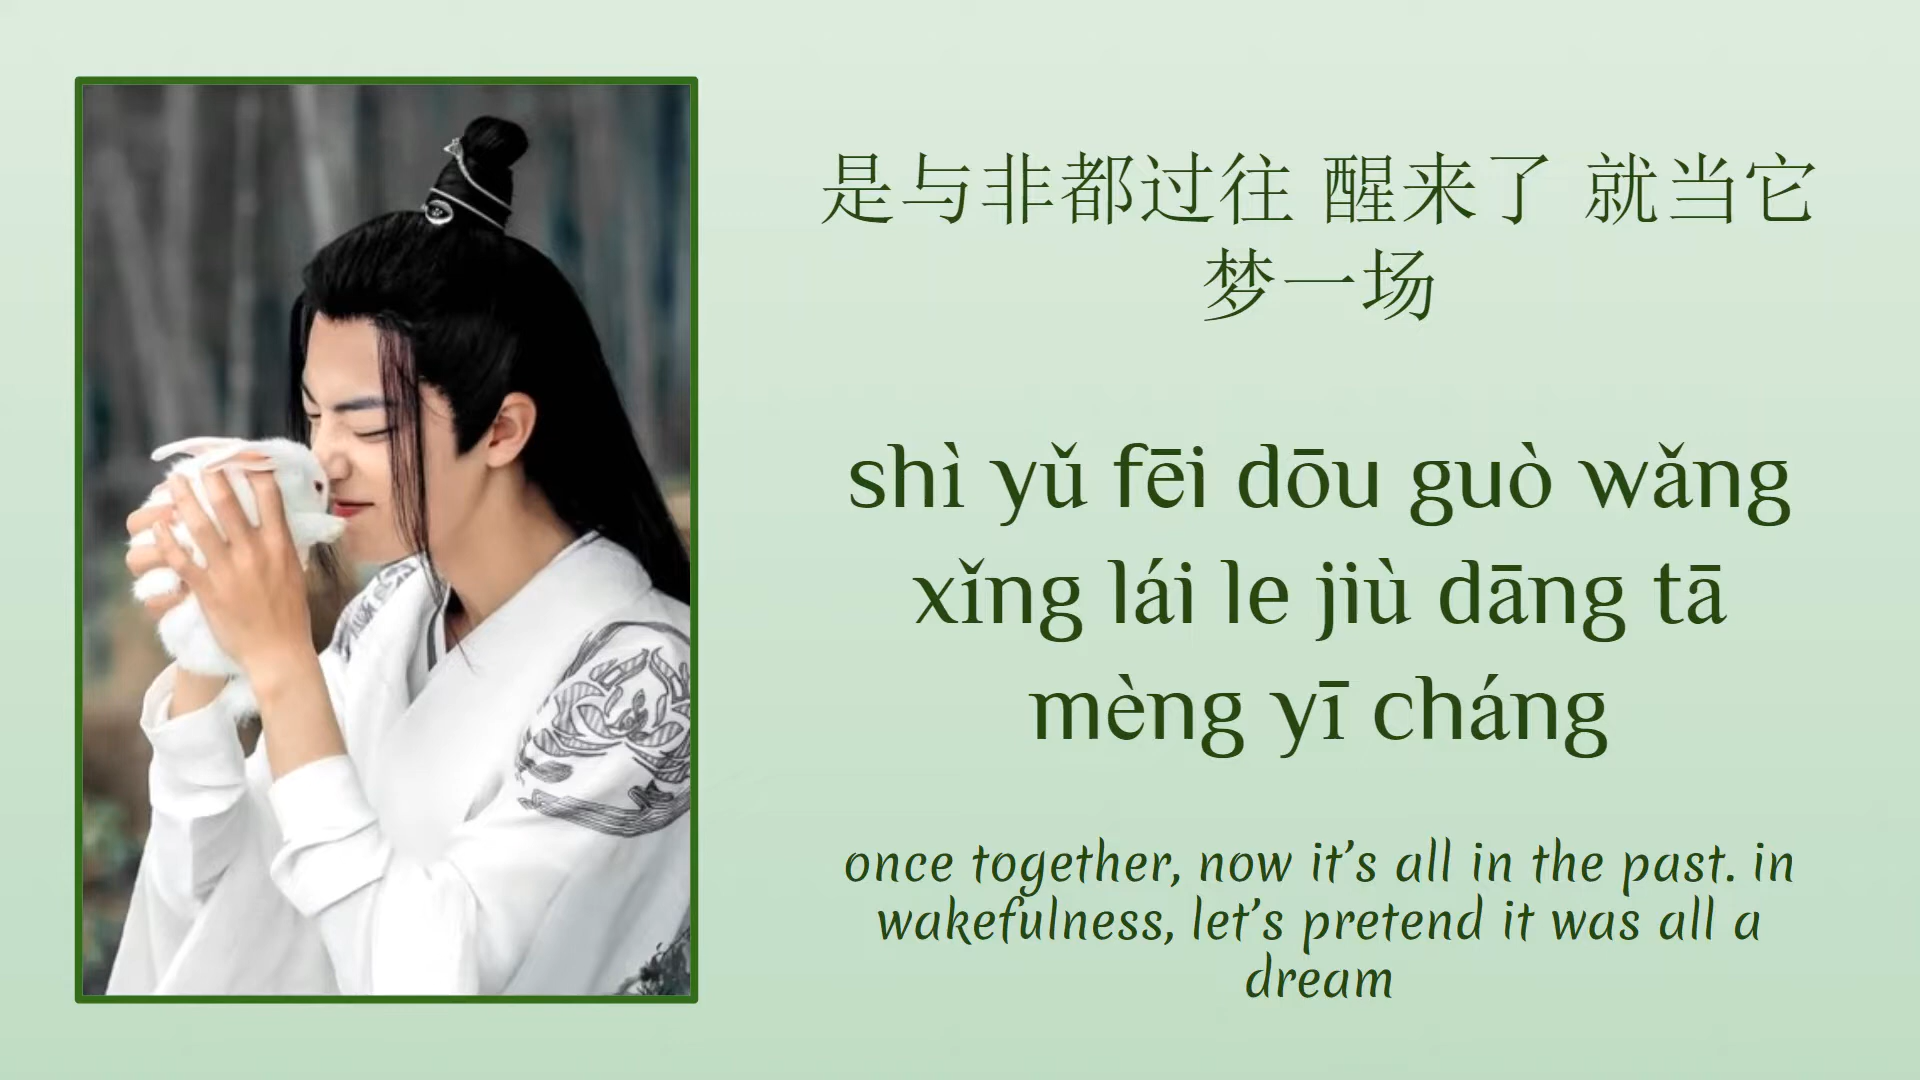 是与非都过往 醒来了 就当它
梦一场
shì yǔ fēi dōu guò wǎng
xǐng lái le jiù dāng tā
mèng yī cháng
once together, now it’s all in the past. in
wakefulness, let’s pretend it was all a
dream